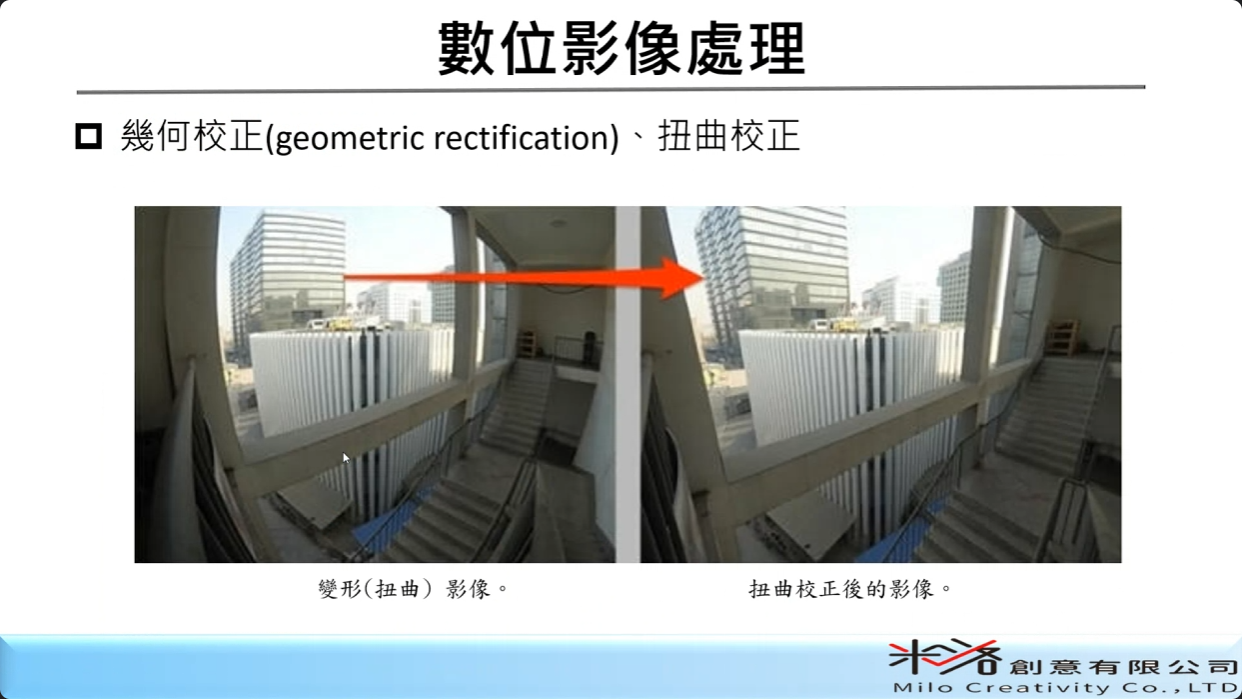 數位影像處理
幾何校正(geometric rectification)、扭曲校正
變形(扭曲) 影像。
扭曲校正後的影像。
米洛創意有限公司
Milo Creativity Co.,LTD